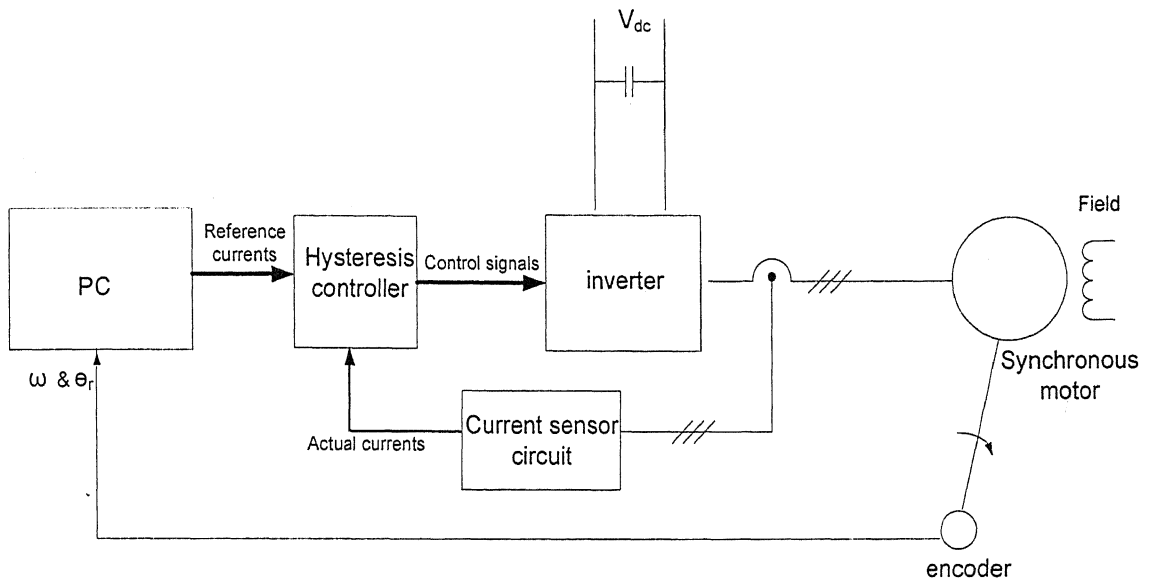 Vdc
Field
Reference
currents
Hysteresis
controller
Control signals
inverter
PC
Synchronous
motor
ω & θr
Actual currents
Current sensor
circuit
encoder